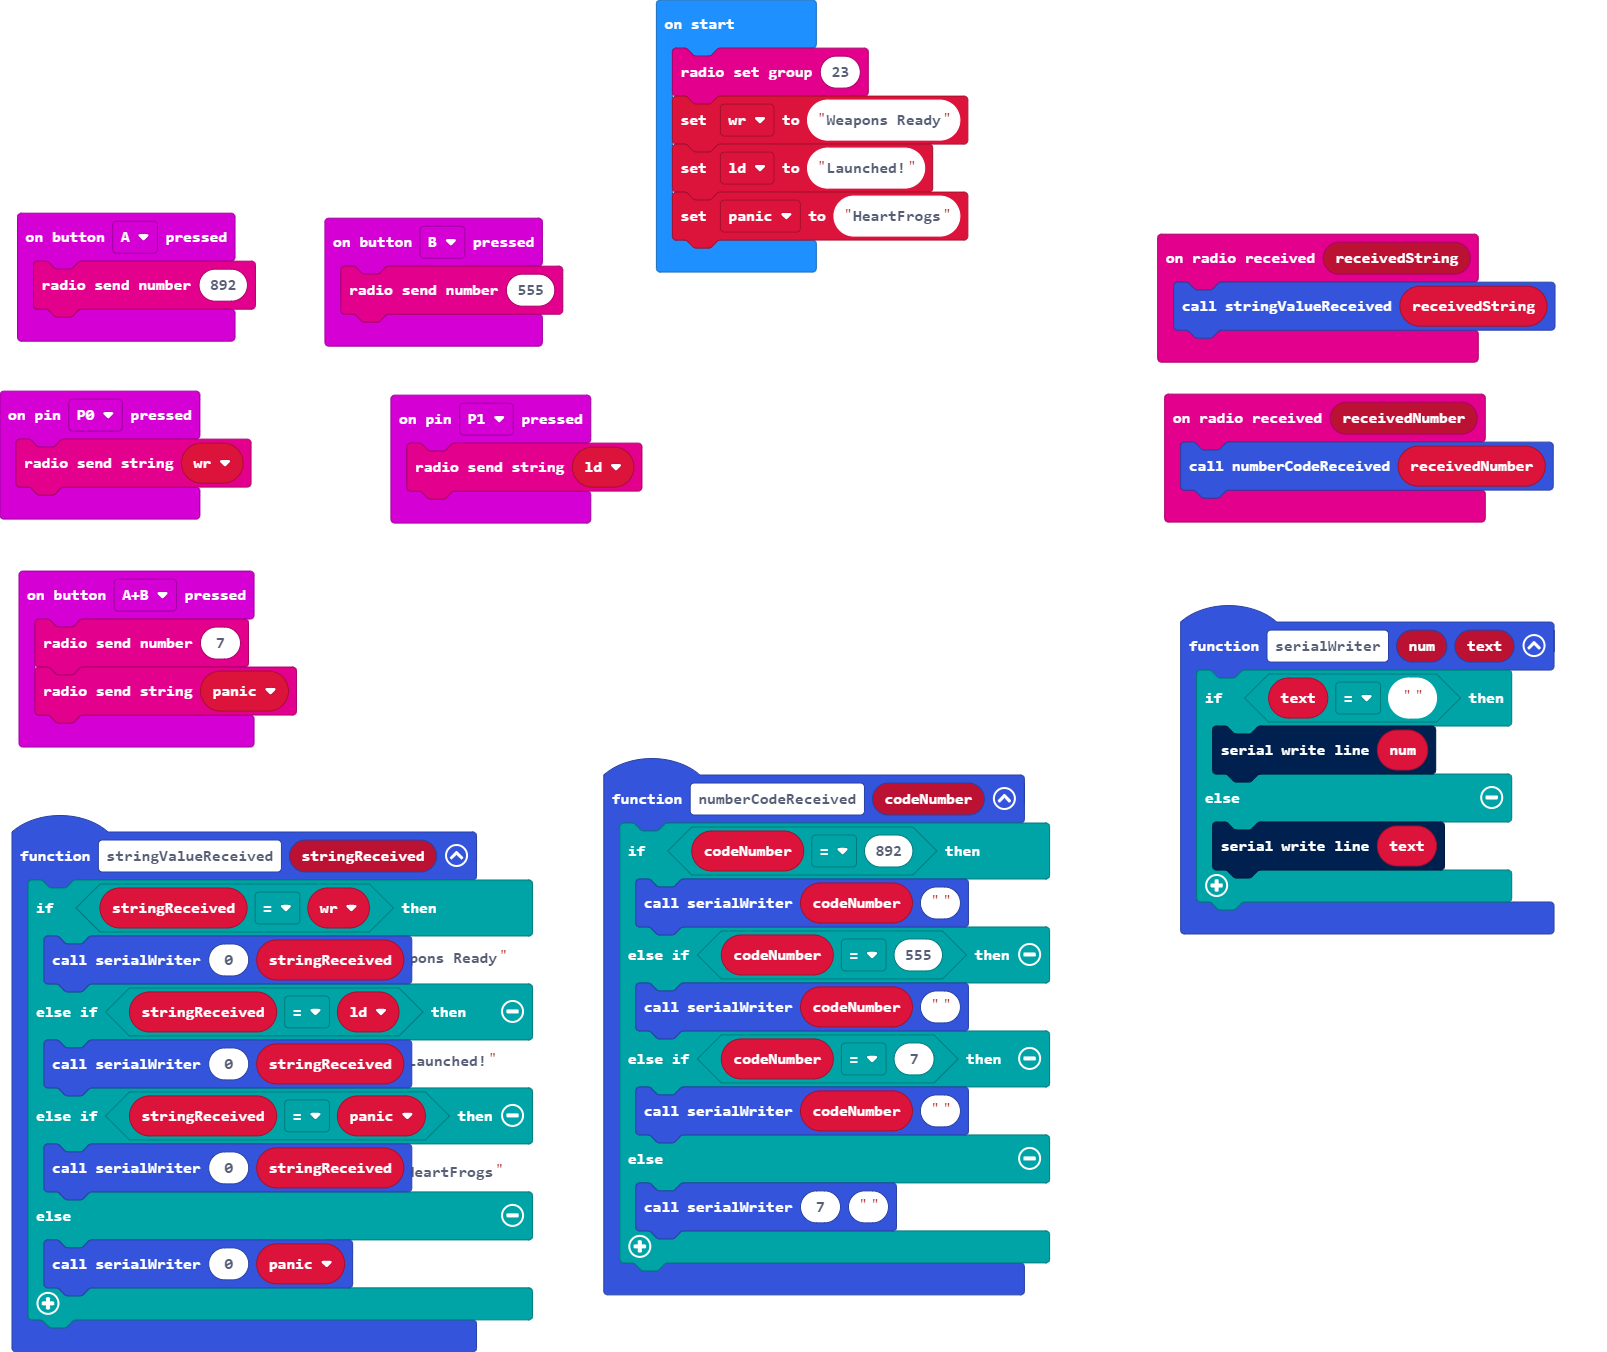 on start
radio set group 23
set wr to "Weapons Ready"
set ld to "Launched!"
set panic to "HeartFrogs"
on button A pressed
radio send number 892
on button B pressed
radio send number 555
on radio received receivedString
call stringValueReceived receivedString
on pin P0 pressed
radio send string wr
on pin P1 pressed
radio send string ld
on radio received receivedNumber
call numberCodeReceived receivedNumber
on button A+B pressed
radio send number 7
radio send string panic
function serialWriter num text
if text = " " then
serial write line num
else
serial write line text
function numberCodeReceived codeNumber
if codeNumber = 892 then
call serialWriter codeNumber " "
else if codeNumber = 555 then
call serialWriter codeNumber " "
else if codeNumber = 7 then
call serialWriter codeNumber " "
else
call serialWriter 7 " "
function stringValueReceived stringReceived
if stringReceived = wr then
call serialWriter 0 stringReceived Ready"
else if stringReceived = ld then
call serialWriter 0 stringReceived
else if stringReceived = panic then
call serialWriter 0 stringReceived
else
call serialWriter 0 panic